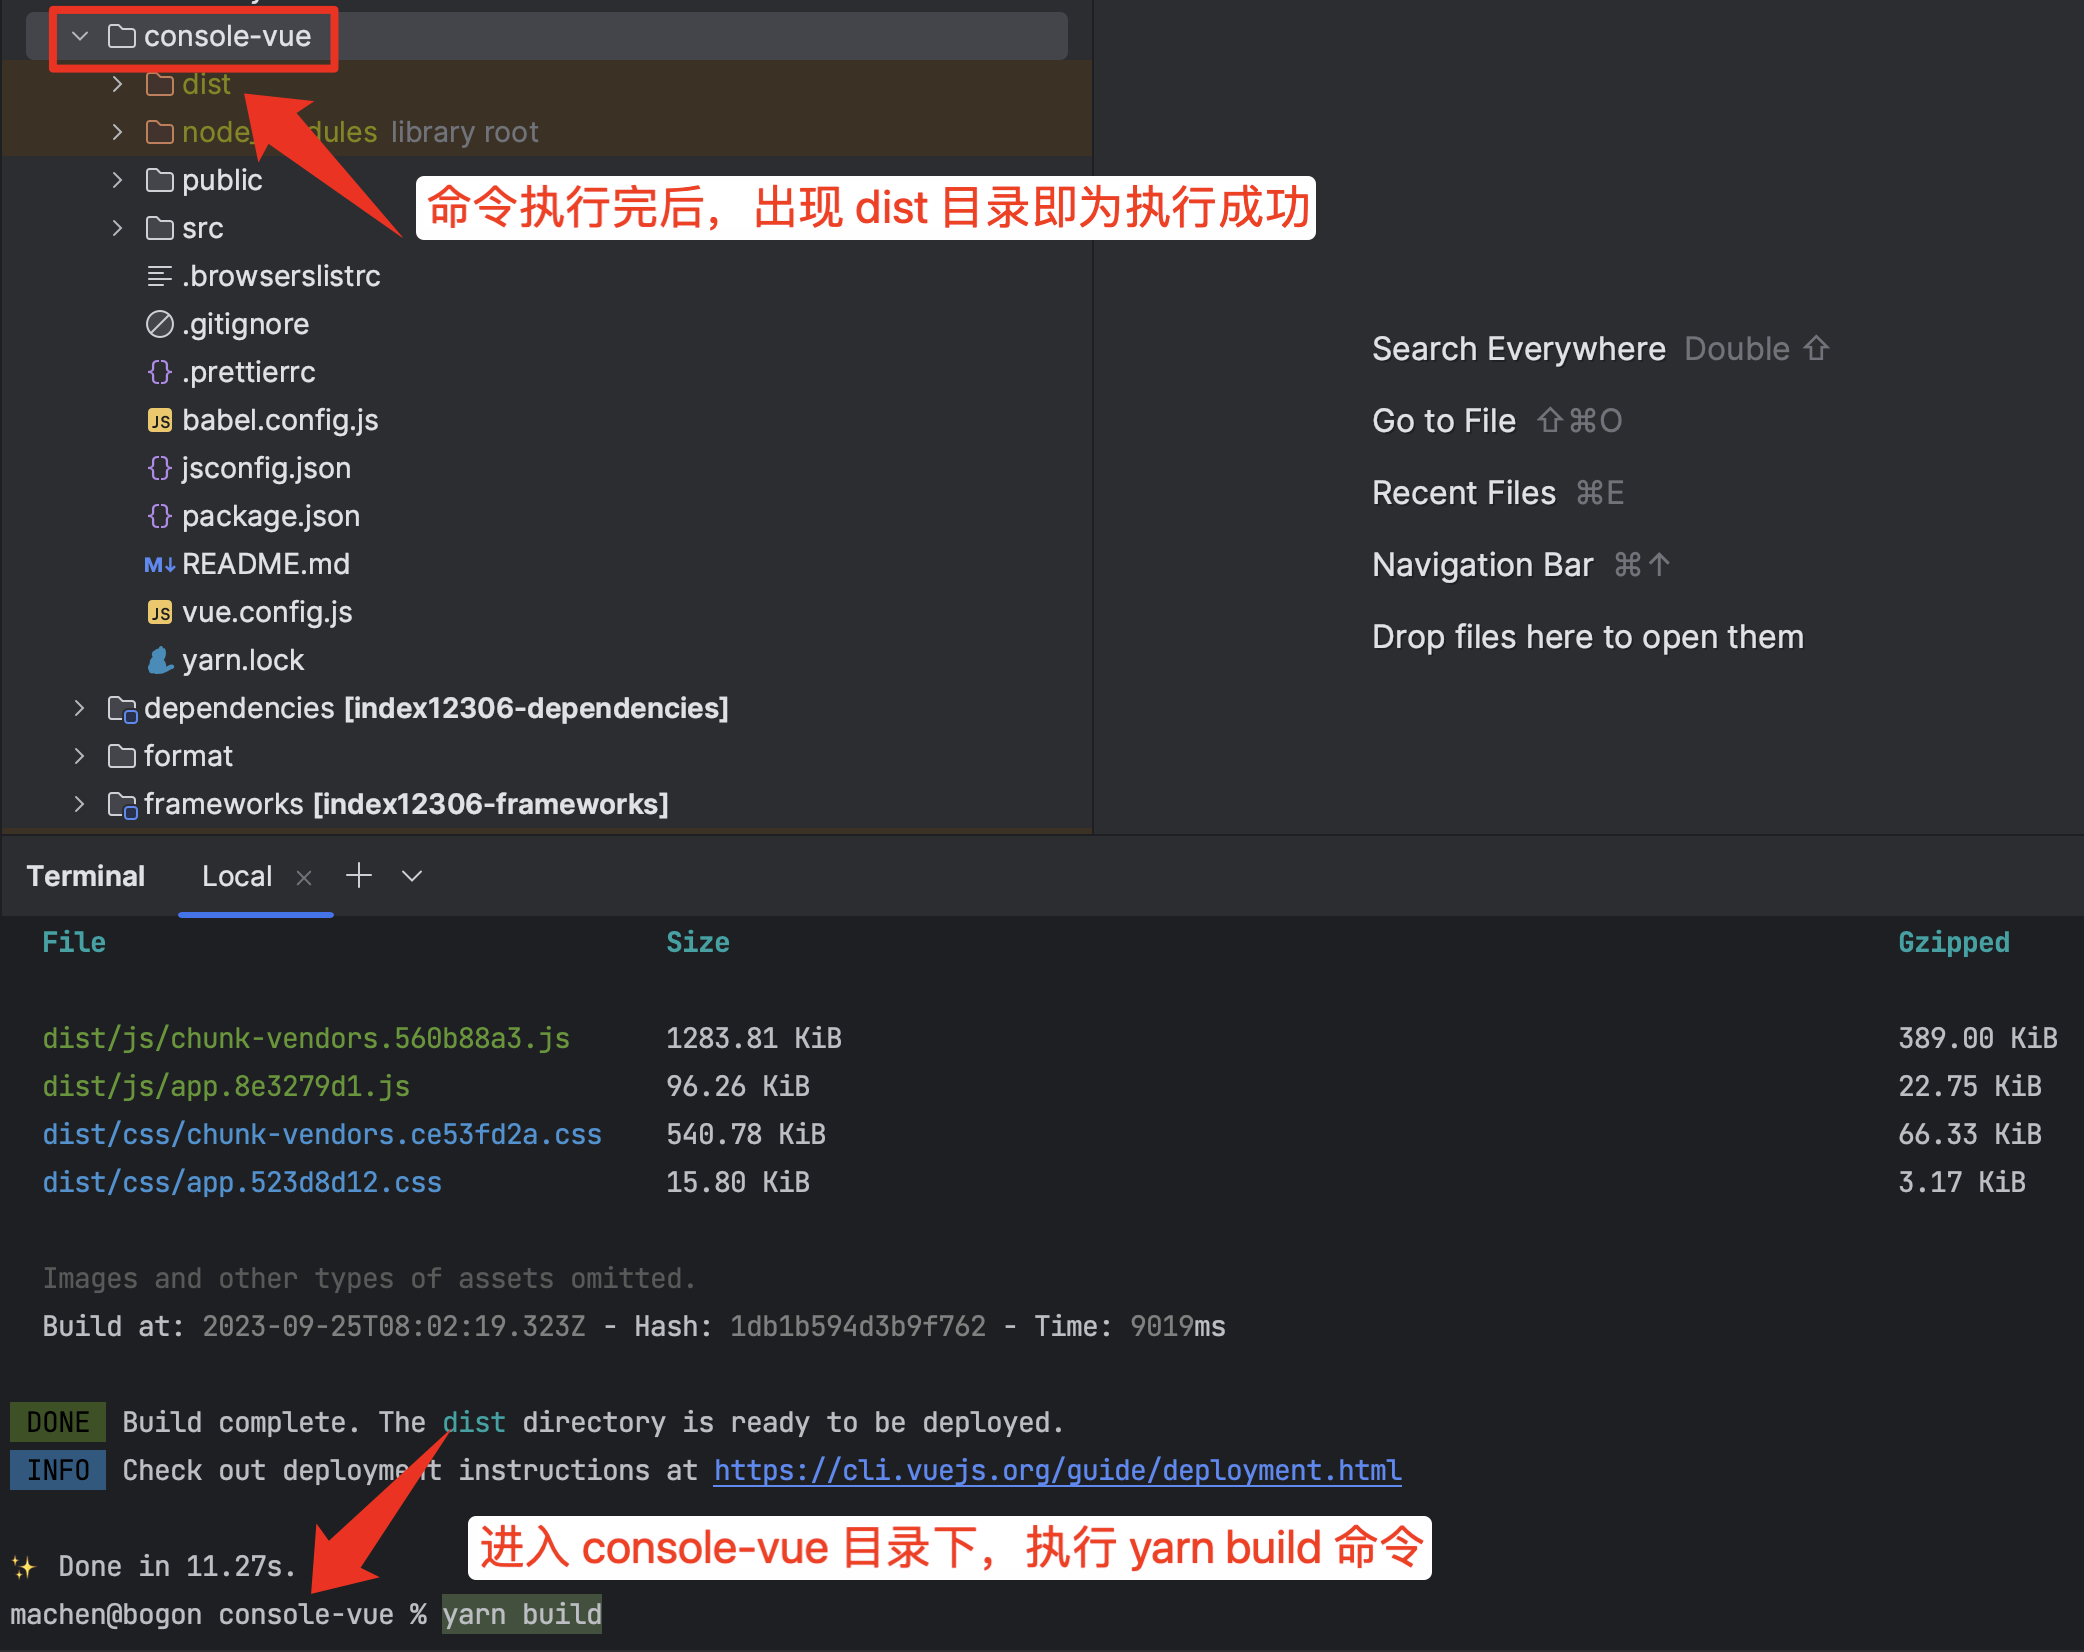 console-vue
dist
library root
命令执行完后，出现 dist 目录即为执行成功
public
src
.browserslistrc
.gitignore
.prettierrc
babel.config.js
jsconfig.json
package.json
README.md
vue.config.js
yarn.lock
dependencies [index12306-dependencies]
format
frameworks [index12306-frameworks]
Search Everywhere Double ⇧
Go to File ⇧⌘O
Recent Files ⌘E
Navigation Bar ⌘↑
Drop files here to open them
Terminal Local
File Size Gzipped
dist/js/chunk-vendors.560b88a3.js 1283.81 KiB 389.00 KiB
dist/js/app.8e3279d1.js 96.26 KiB 22.75 KiB
dist/css/chunk-vendors.ce53fd2a.css 540.78 KiB 66.33 KiB
dist/css/app.523d8d12.css 15.80 KiB 3.17 KiB
Images and other types of assets omitted.
Build at: 2023-09-25T08:02:19.323Z - Hash: 1db1b594d3b9f762 - Time: 9019ms
DONE Build complete. The dist directory is ready to be deployed.
INFO Check out deployment instructions at https://cli.vuejs.org/guide/deployment.html
进入 console-vue 目录下，执行 yarn build 命令
Done in 11.27s.
machen@bogon console-vue % yarn build